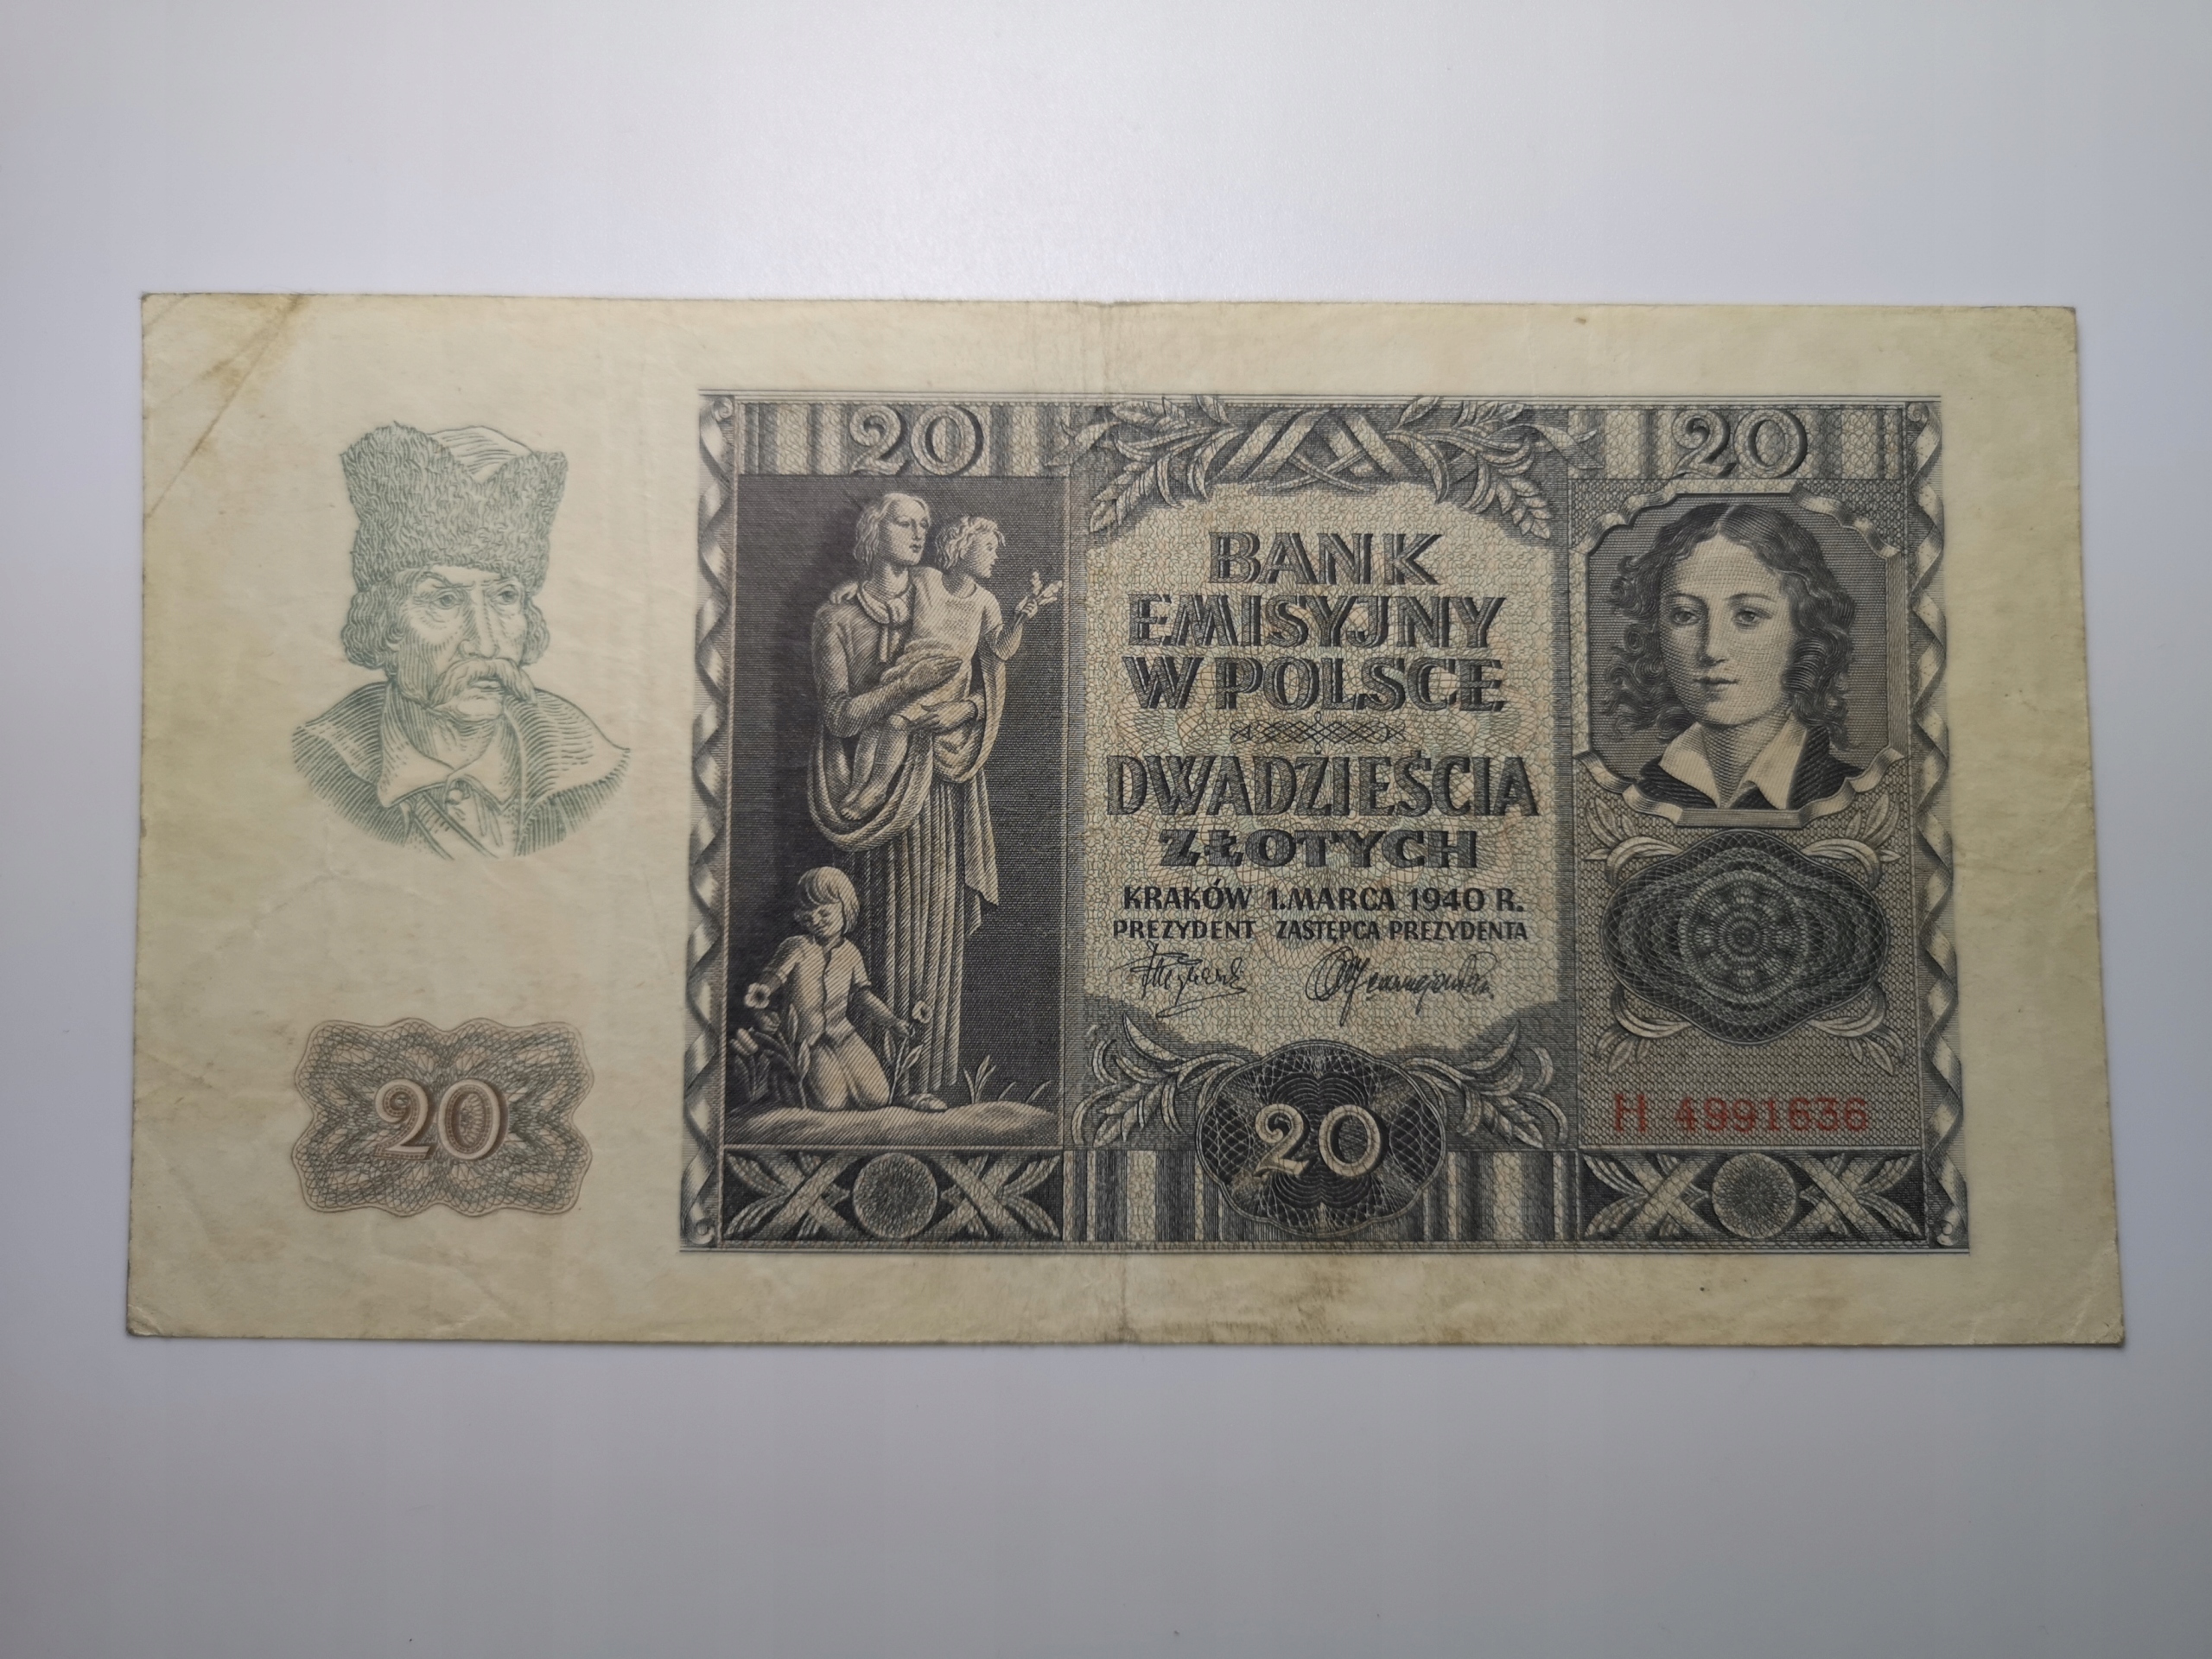 20
20
BANK
EMISYJNY
W POLSCE
DWADZIEŚCIA
ZŁOTYCH
KRAKÓW 1. MARCA 1940 R.
PREZYDENT ZASTĘPCA PREZYDENTA
20
20
H 4991636